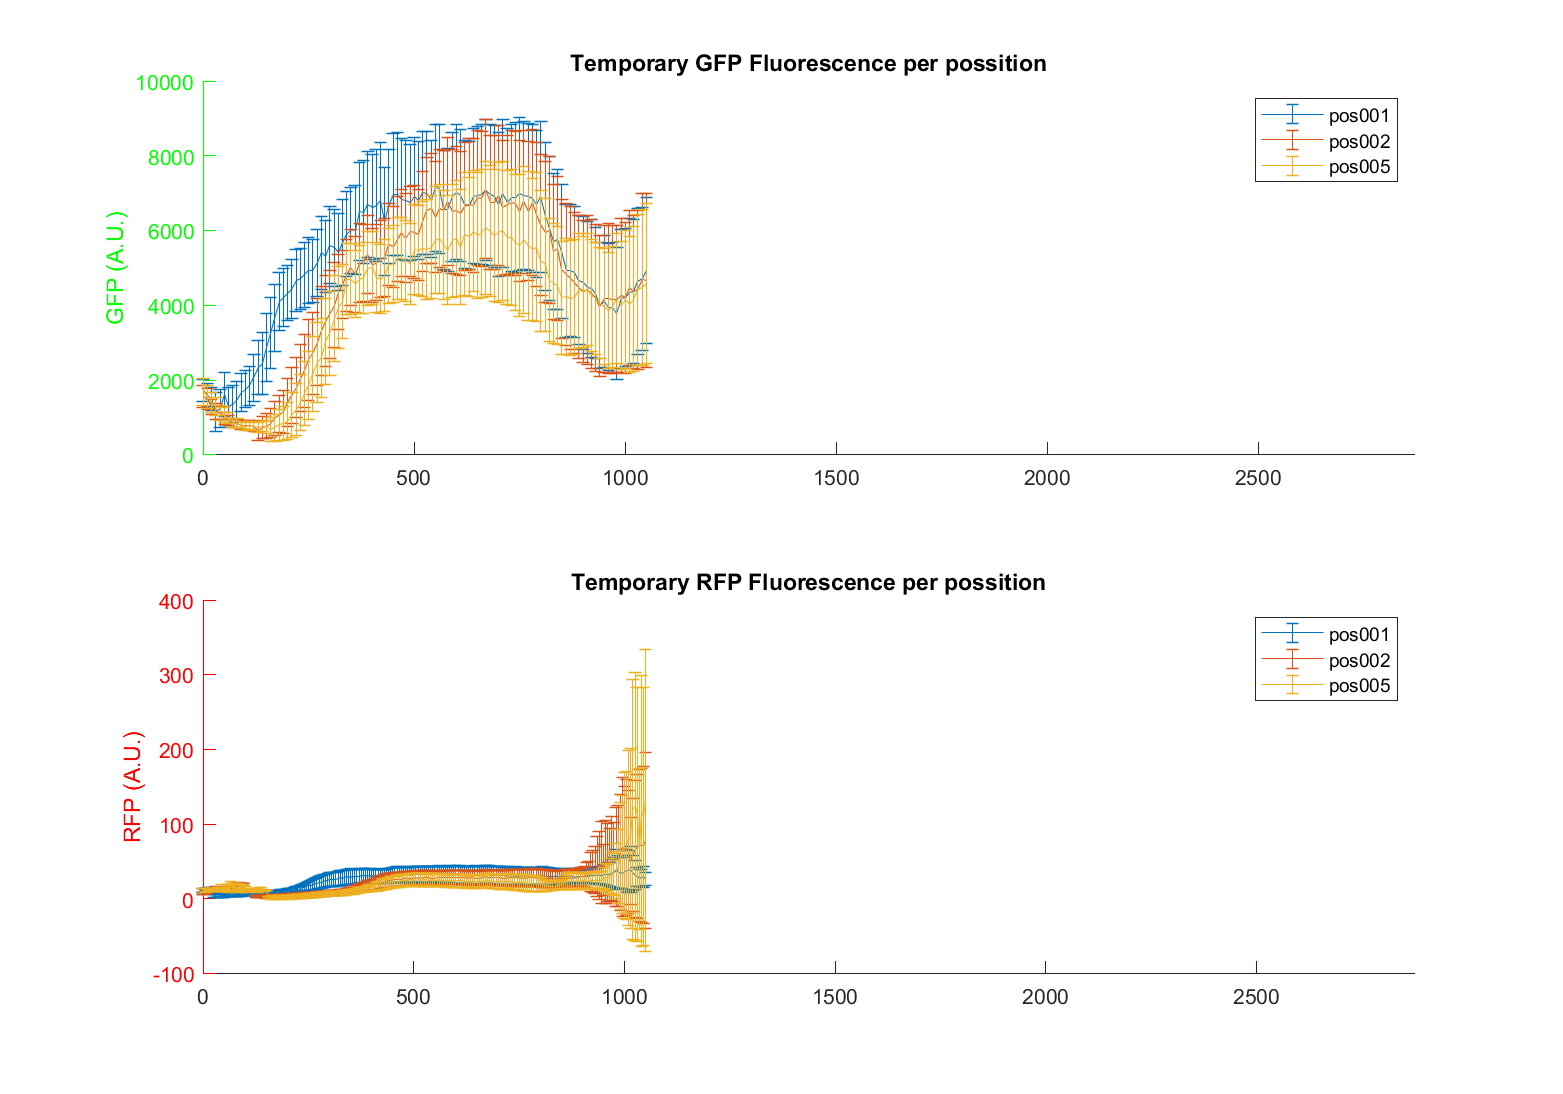 Temporary GFP Fluorescence per possition
GFP (A.U.)
10000
8000
6000
4000
2000
0
0 500 1000 1500 2000 2500
pos001
pos002
pos005
Temporary RFP Fluorescence per possition
RFP (A.U.)
400
300
200
100
0
-100
0 500 1000 1500 2000 2500
pos001
pos002
pos005